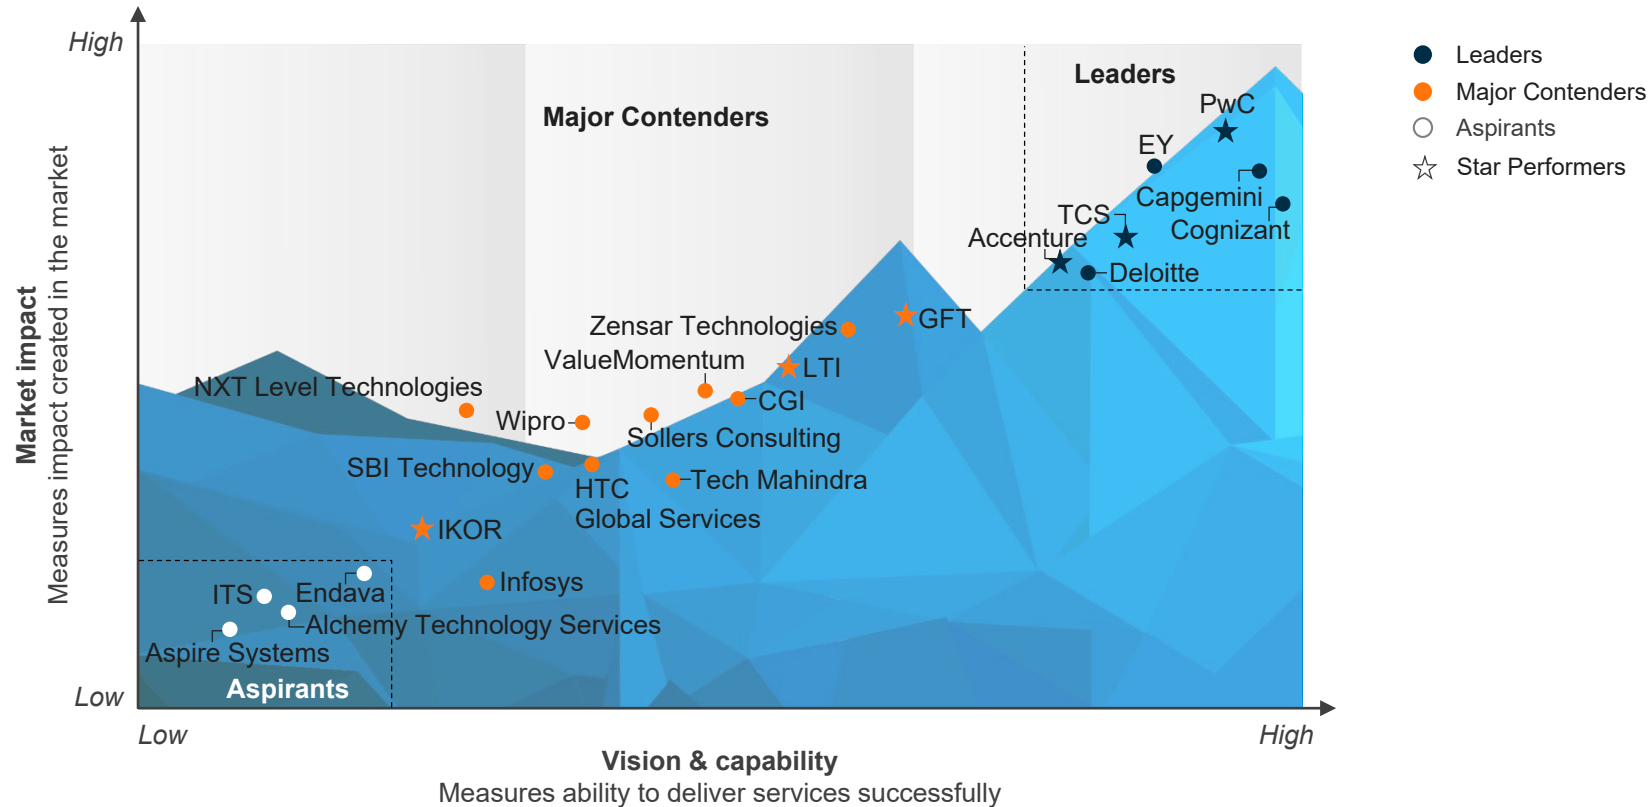 High
Leaders
Leaders
Major Contenders
Major Contenders
Aspirants
Star Performers
PwC
EY
Capgemini
TCS
Cognizant
Accenture
Deloitte
Zensar Technologies
GFT
ValueMomentum
LTI
NXT Level Technologies
CGI
Wipro
Sollers Consulting
SBI Technology
HTC
Global Services
Tech Mahindra
IKOR
Infosys
ITS
Endava
Alchemy Technology Services
Aspire Systems
Aspirants
Market impact
Measures impact created in the market
Low
Low
High
Vision & capability
Measures ability to deliver services successfully